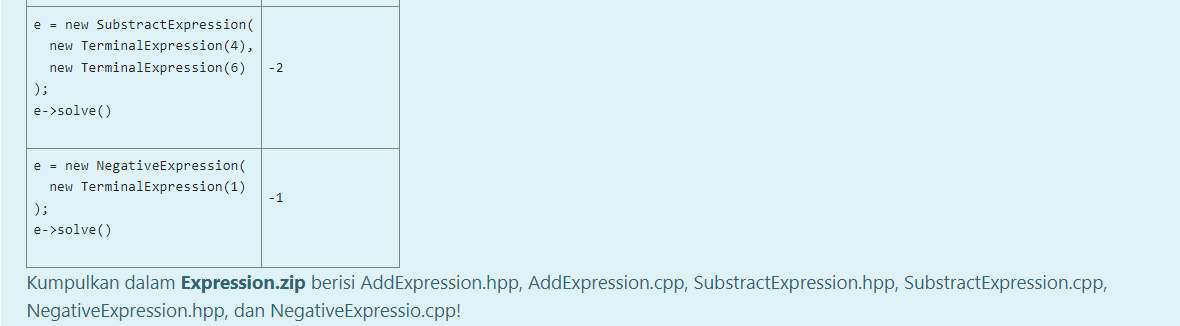 e = new SubstractExpression(
new TerminalExpression(4),
new TerminalExpression(6)
);
e->solve()
-2
e = new NegativeExpression(
new TerminalExpression(1)
);
e->solve()
-1
Kumpulkan dalam Expression.zip berisi AddExpression.hpp, AddExpression.cpp, SubstractExpression.hpp, SubstractExpression.cpp,
NegativeExpression.hpp, dan NegativeExpressio.cpp!